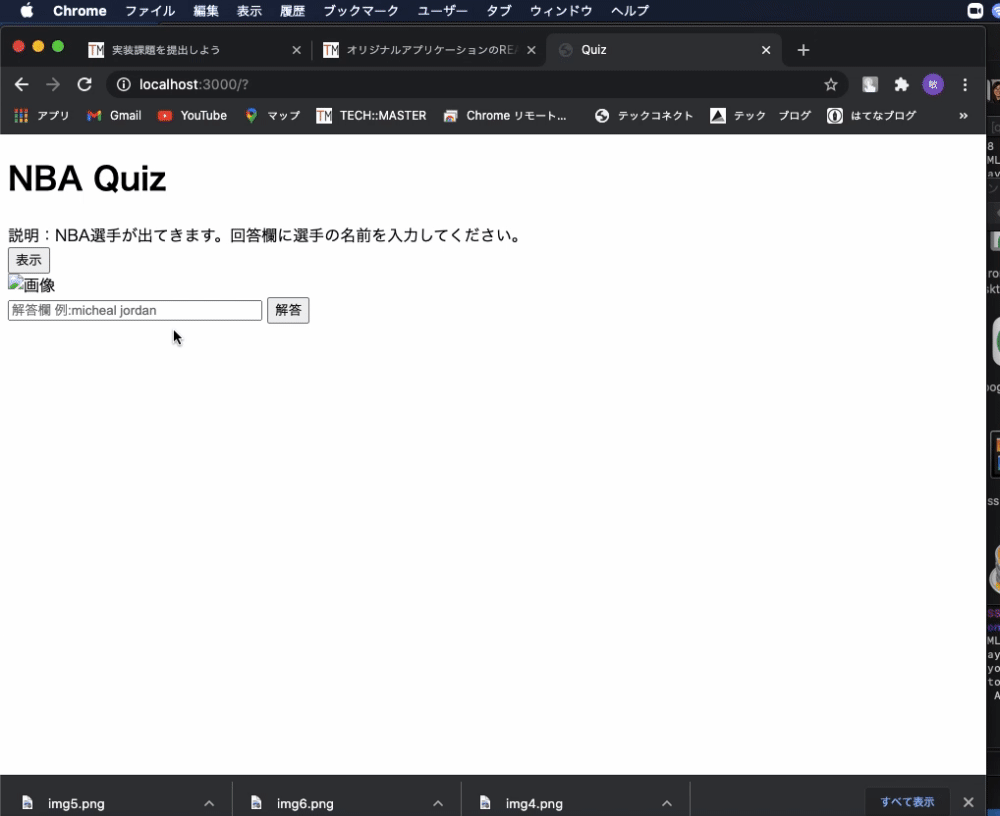 Chrome ファイル 編集 表示 履歴 ブックマーク ユーザー タブ ウィンドウ ヘルプ
TM 実装課題を提出しよう
TM オリジナルアプリケーションのREA
Quiz
localhost:3000/?
敏
アプリ Gmail YouTube マップ TM TECH::MASTER Chrome リモート... テックコネクト テック ブログ はてなブログ »
NBA Quiz
説明：NBA選手が出てきます。回答欄に選手の名前を入力してください。
表示
画像
解答欄 例:micheal jordan 解答
img5.png img6.png img4.png すべて表示